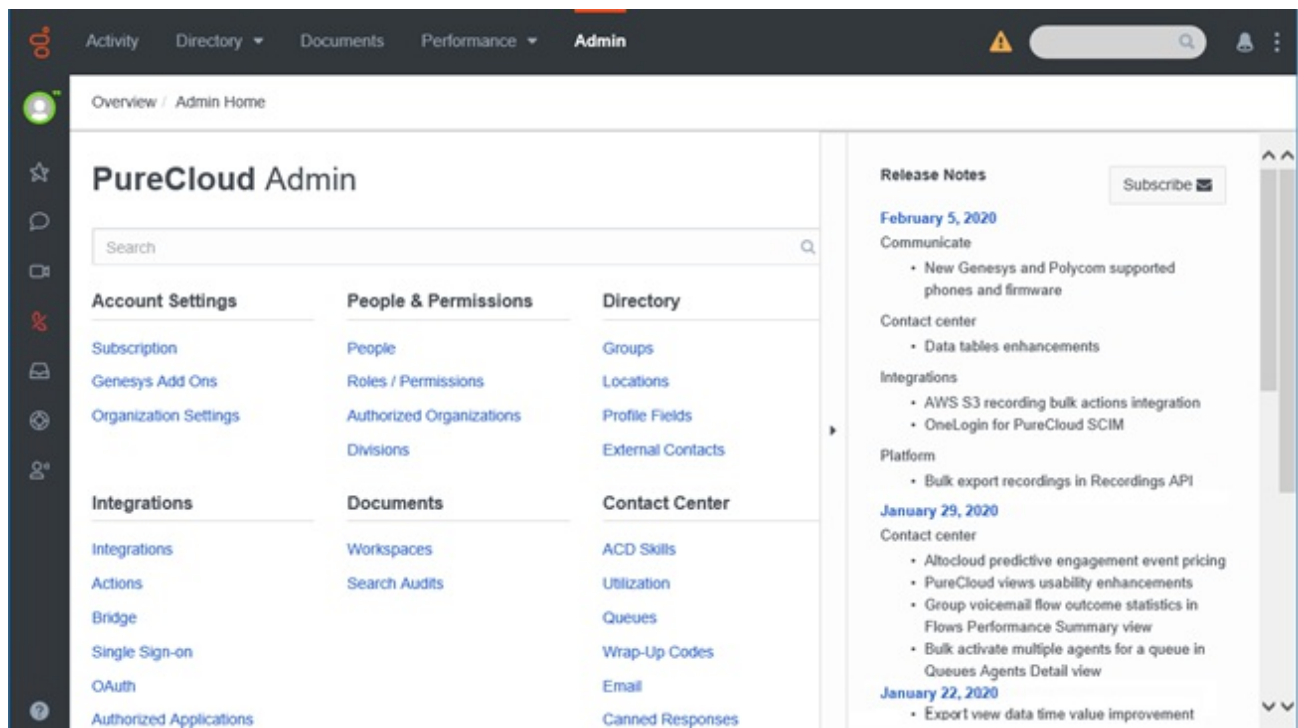 Activity Directory Documents Performance Admin
Overview / Admin Home
PureCloud Admin
Search
Account Settings
Subscription
Genesys Add Ons
Organization Settings
People & Permissions
People
Roles / Permissions
Authorized Organizations
Divisions
Directory
Groups
Locations
Profile Fields
External Contacts
Integrations
Integrations
Actions
Bridge
Single Sign-on
OAuth
Authorized Applications
Documents
Workspaces
Search Audits
Contact Center
ACD Skills
Utilization
Queues
Wrap-Up Codes
Email
Canned Responses
Release Notes
Subscribe
February 5, 2020
Communicate
• New Genesys and Polycom supported
phones and firmware
Contact center
• Data tables enhancements
Integrations
• AWS S3 recording bulk actions integration
• OneLogin for PureCloud SCIM
Platform
• Bulk export recordings in Recordings API
January 29, 2020
Contact center
• Altocloud predictive engagement event pricing
• PureCloud views usability enhancements
• Group voicemail flow outcome statistics in
Flows Performance Summary view
• Bulk activate multiple agents for a queue in
Queues Agents Detail view
January 22, 2020
• Export view data time value improvement